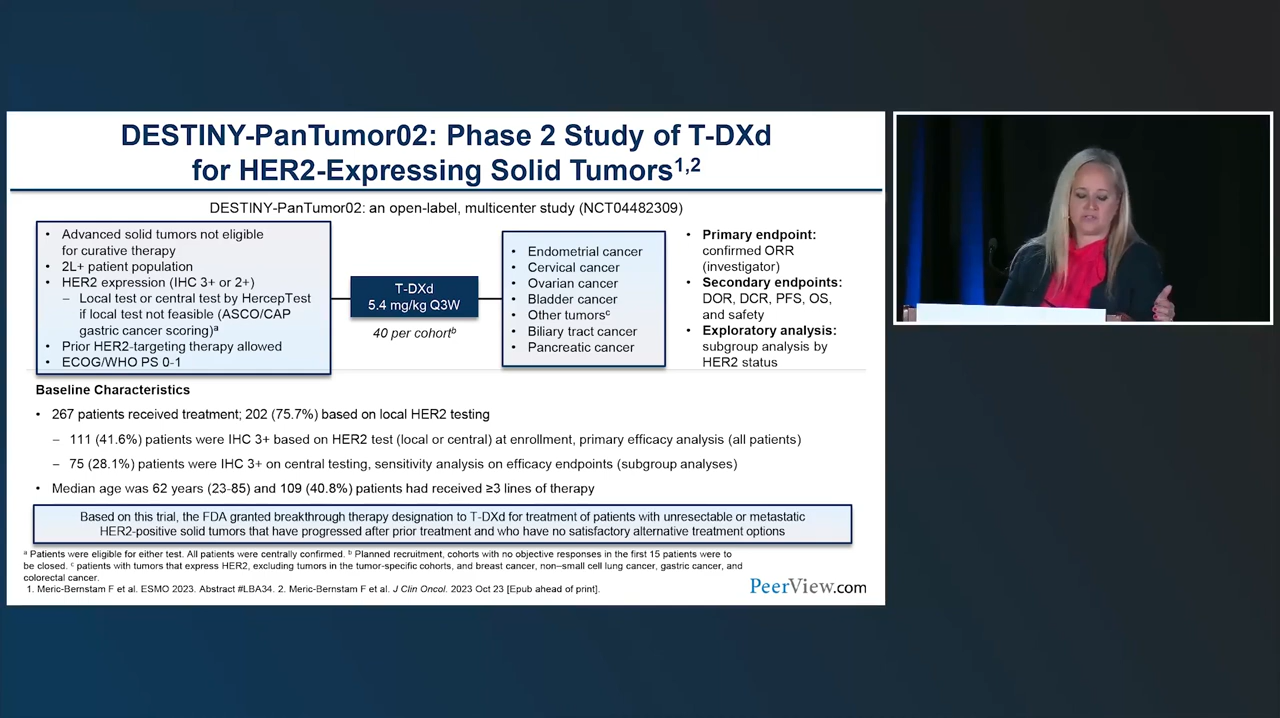 DESTINY-PanTumor02: Phase 2 Study of T-DXd
for HER2-Expressing Solid Tumors1,2
DESTINY-PanTumor02: an open-label, multicenter study (NCT04482309)
• Advanced solid tumors not eligible
for curative therapy
• 2L+ patient population
• HER2 expression (IHC 3+ or 2+)
– Local test or central test by HercepTest
if local test not feasible (ASCO/CAP
gastric cancer scoring)a
• Prior HER2-targeting therapy allowed
• ECOG/WHO PS 0-1
T-DXd
5.4 mg/kg Q3W
40 per cohortb
• Endometrial cancer
• Cervical cancer
• Ovarian cancer
• Bladder cancer
• Other tumorsc
• Biliary tract cancer
• Pancreatic cancer
• Primary endpoint:
confirmed ORR
(investigator)
• Secondary endpoints:
DOR, DCR, PFS, OS,
and safety
• Exploratory analysis:
subgroup analysis by
HER2 status
Baseline Characteristics
• 267 patients received treatment; 202 (75.7%) based on local HER2 testing
– 111 (41.6%) patients were IHC 3+ based on HER2 test (local or central) at enrollment, primary efficacy analysis (all patients)
– 75 (28.1%) patients were IHC 3+ on central testing, sensitivity analysis on efficacy endpoints (subgroup analyses)
• Median age was 62 years (23-85) and 109 (40.8%) patients had received ≥3 lines of therapy
Based on this trial, the FDA granted breakthrough therapy designation to T-DXd for treatment of patients with unresectable or metastatic
HER2-positive solid tumors that have progressed after prior treatment and who have no satisfactory alternative treatment options
a Patients were eligible for either test. All patients were centrally confirmed. b Planned recruitment, cohorts with no objective responses in the first 15 patients were to
be closed. c patients with tumors that express HER2, excluding tumors in the tumor-specific cohorts, and breast cancer, non–small cell lung cancer, gastric cancer, and
colorectal cancer.
1. Meric-Bernstam F et al. ESMO 2023. Abstract #LBA34. 2. Meric-Bernstam F et al. J Clin Oncol. 2023 Oct 23 [Epub ahead of print].
PeerView.com